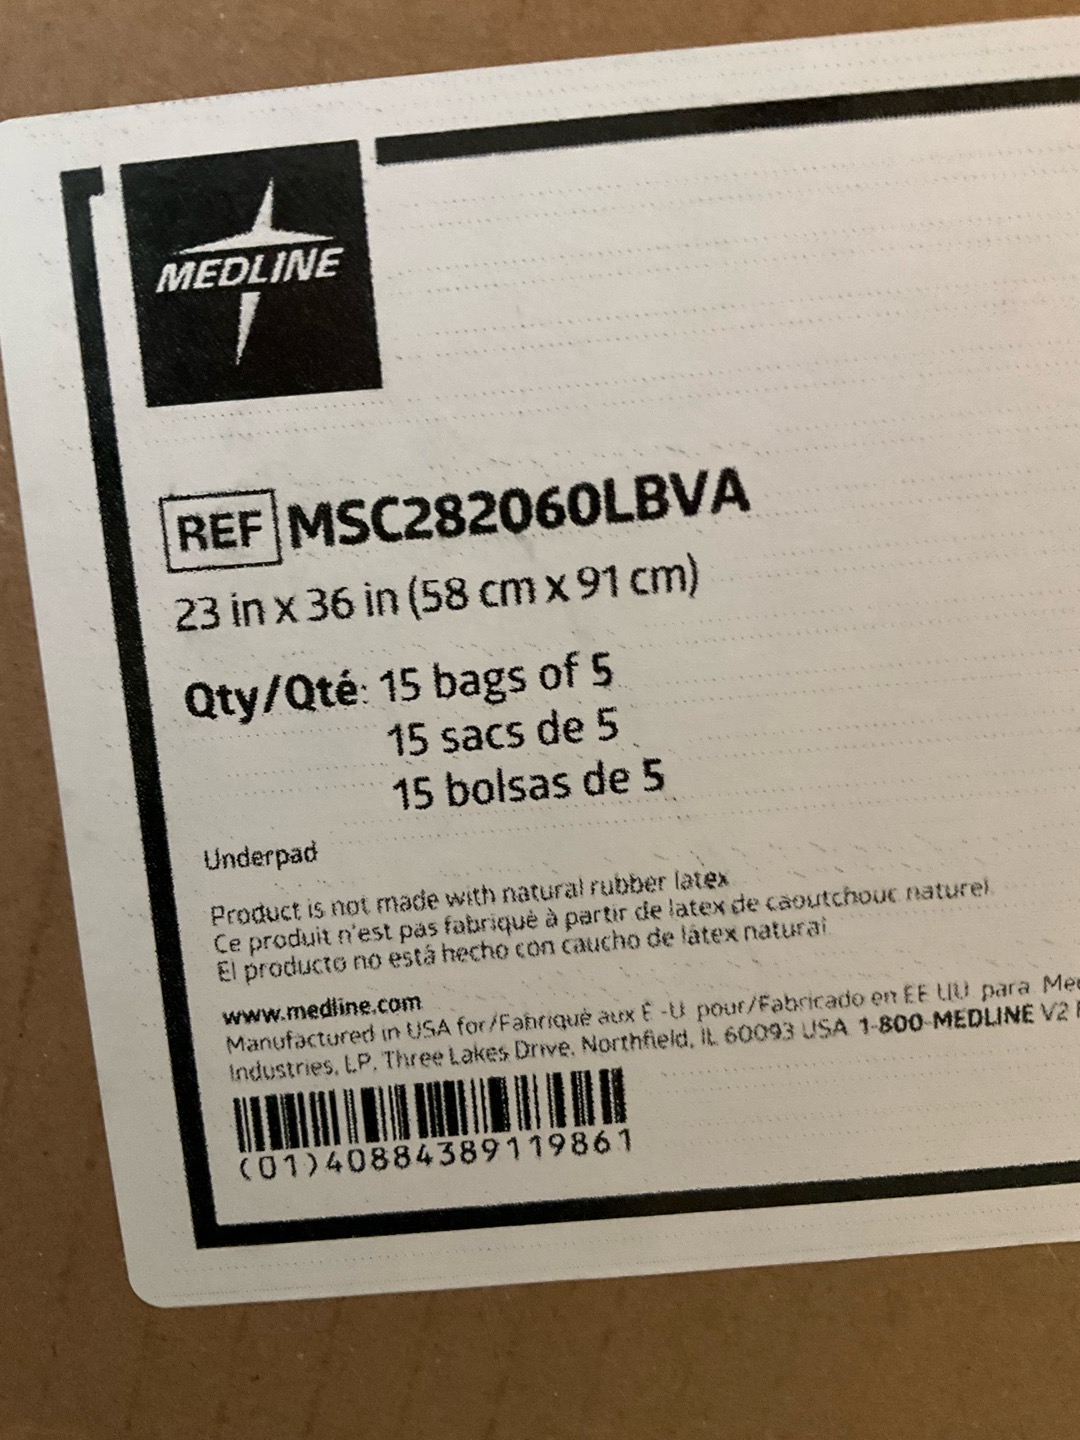 MEDLINE
REF MSC282060LBVA
23 in x 36 in (58 cm x 91 cm)
Qty/Qté: 15 bags of 5
15 sacs de 5
15 bolsas de 5
Underpad
Product is not made with natural rubber latex
Ce produit n'est pas fabriqué à partir de latex de caoutchouc naturel
El producto no está hecho con caucho de látex natural
www.medline.com
Manufactured in USA for/Fabriqué aux É-U pour/Fabricado en EE UU para
Industries, LP, Three Lakes Drive, Northfield, IL 60093 USA 1-800-MEDLINE V2
(01)40884389119861